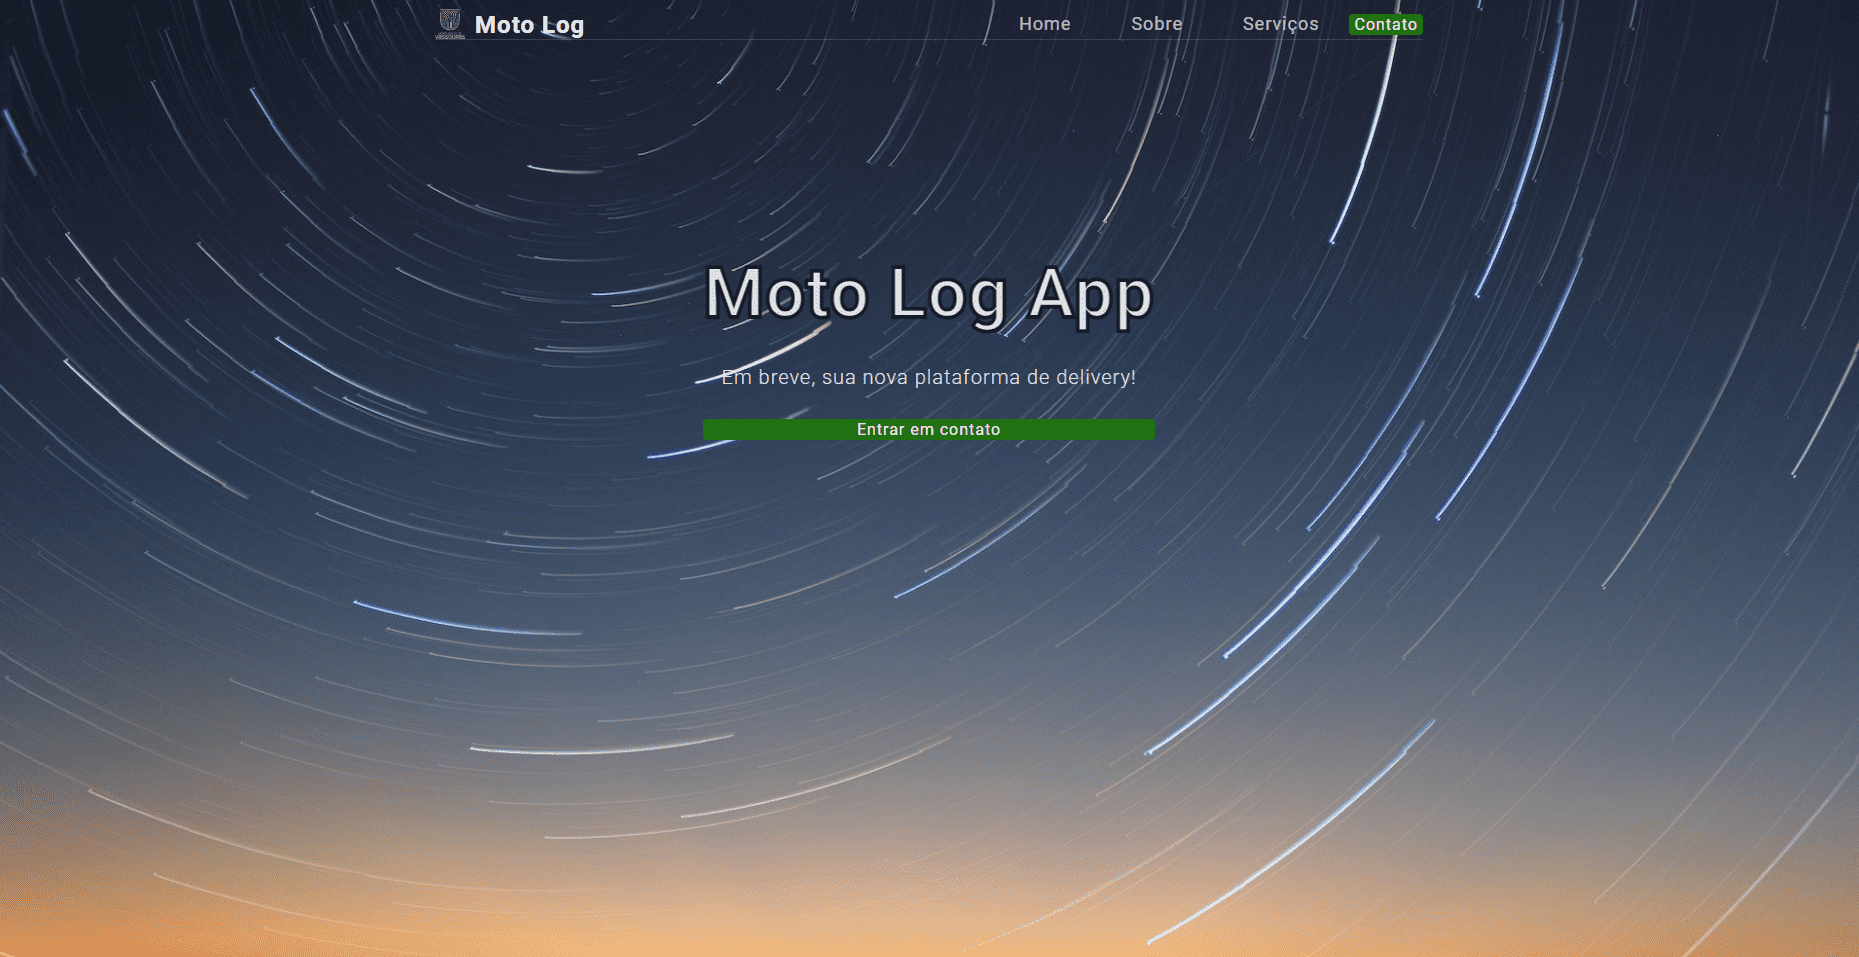 Moto Log
Home Sobre Serviços Contato
Moto Log App
Em breve, sua nova plataforma de delivery!
Entrar em contato